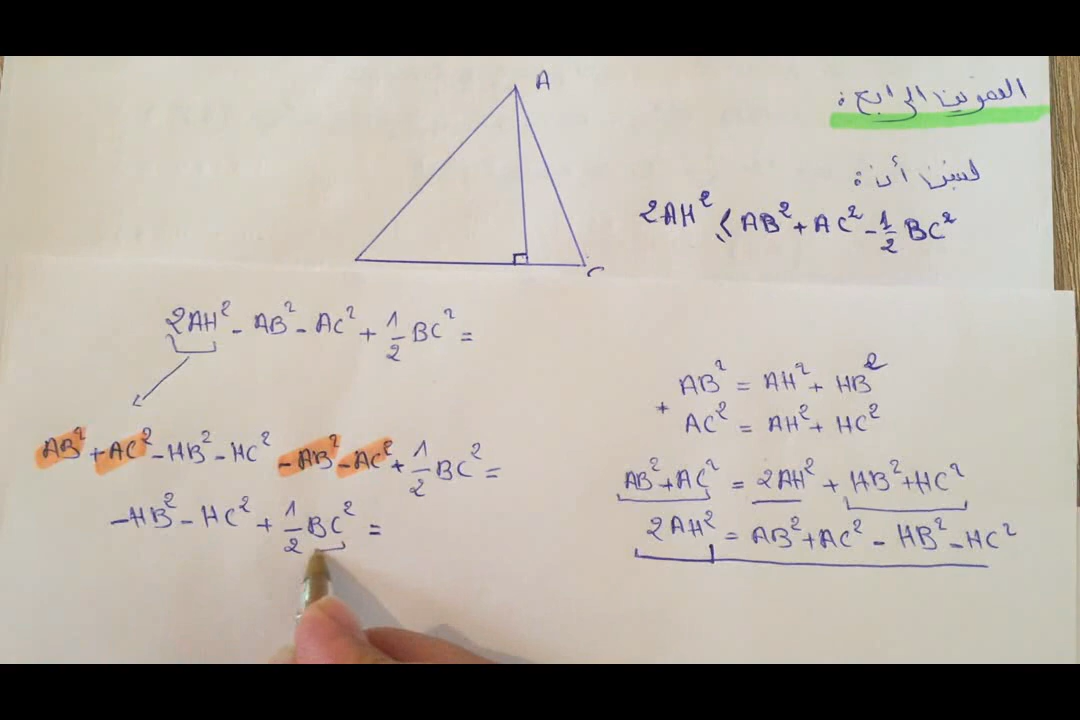 التمرين الرابع :
A
لنبين أن :
2AH² ≤ AB² + AC² - 1/2 BC²
C
2AH² - AB² - AC² + 1/2 BC² =
AB² + AC² - HB² - HC² - AB² - AC² + 1/2 BC² =
-HB² - HC² + 1/2 BC² =
AB² = AH² + HB²
+
AC² = AH² + HC²
AB² + AC² = 2AH² + HB² + HC²
2AH² = AB² + AC² - HB² - HC²